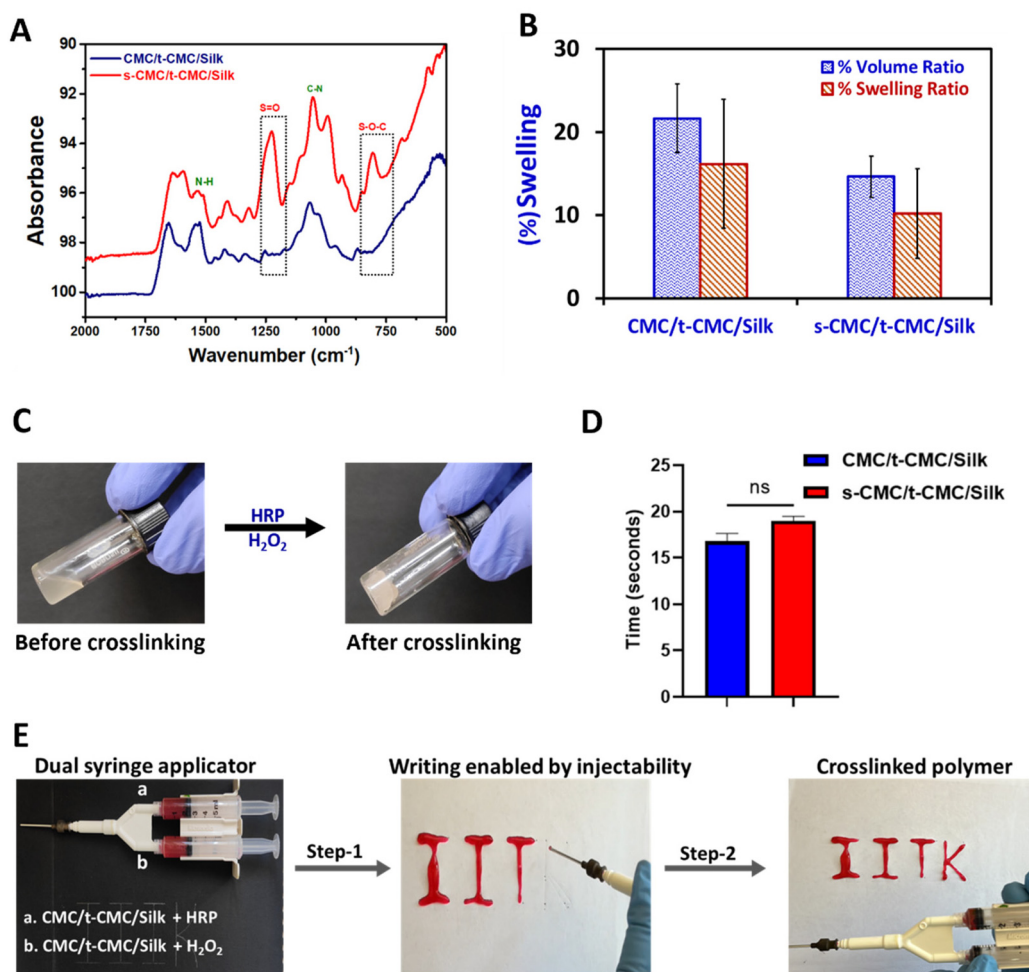 A
90
92
94
96
98
100
Absorbance
CMC/t-CMC/Silk
s-CMC/t-CMC/Silk
S=O
C-N
S-O-C
N-H
2000 1750 1500 1250 1000 750 500
Wavenumber (cm⁻¹)
B
30
20
10
0
(%)Swelling
% Volume Ratio
% Swelling Ratio
CMC/t-CMC/Silk s-CMC/t-CMC/Silk
C
HRP
H₂O₂
Before crosslinking
After crosslinking
D
CMC/t-CMC/Silk
s-CMC/t-CMC/Silk
25
20
15
10
5
0
Time (seconds)
ns
E
Dual syringe applicator
a
b
a. CMC/t-CMC/Silk + HRP
b. CMC/t-CMC/Silk + H₂O₂
Step-1
Writing enabled by injectability
I I T
Step-2
Crosslinked polymer
I I T K